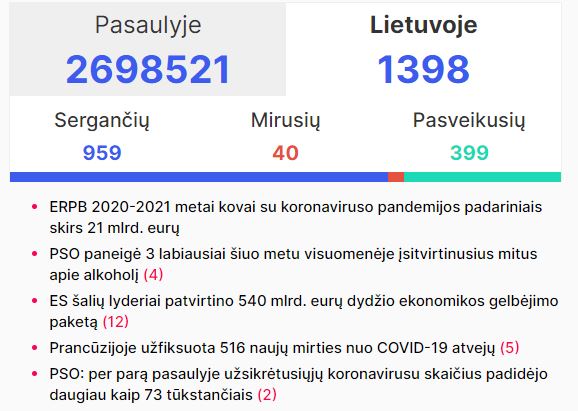 Pasaulyje
2698521
Lietuvoje
1398
Sergančių
959
Mirusių
40
Pasveikusių
399
ERPB 2020-2021 metai kovai su koronaviruso pandemijos padariniais
skirs 21 mlrd. eurų
PSO paneigė 3 labiausiai šiuo metu visuomenėje įsitvirtinusius mitus
apie alkoholį (4)
ES šalių lyderiai patvirtino 540 mlrd. eurų dydžio ekonomikos gelbėjimo
paketą (12)
Prancūzijoje užfiksuota 516 naujų mirties nuo COVID-19 atvejų (5)
PSO: per parą pasaulyje užsikrėtusiųjų koronavirusu skaičius padidėjo
daugiau kaip 73 tūkstančiais (2)